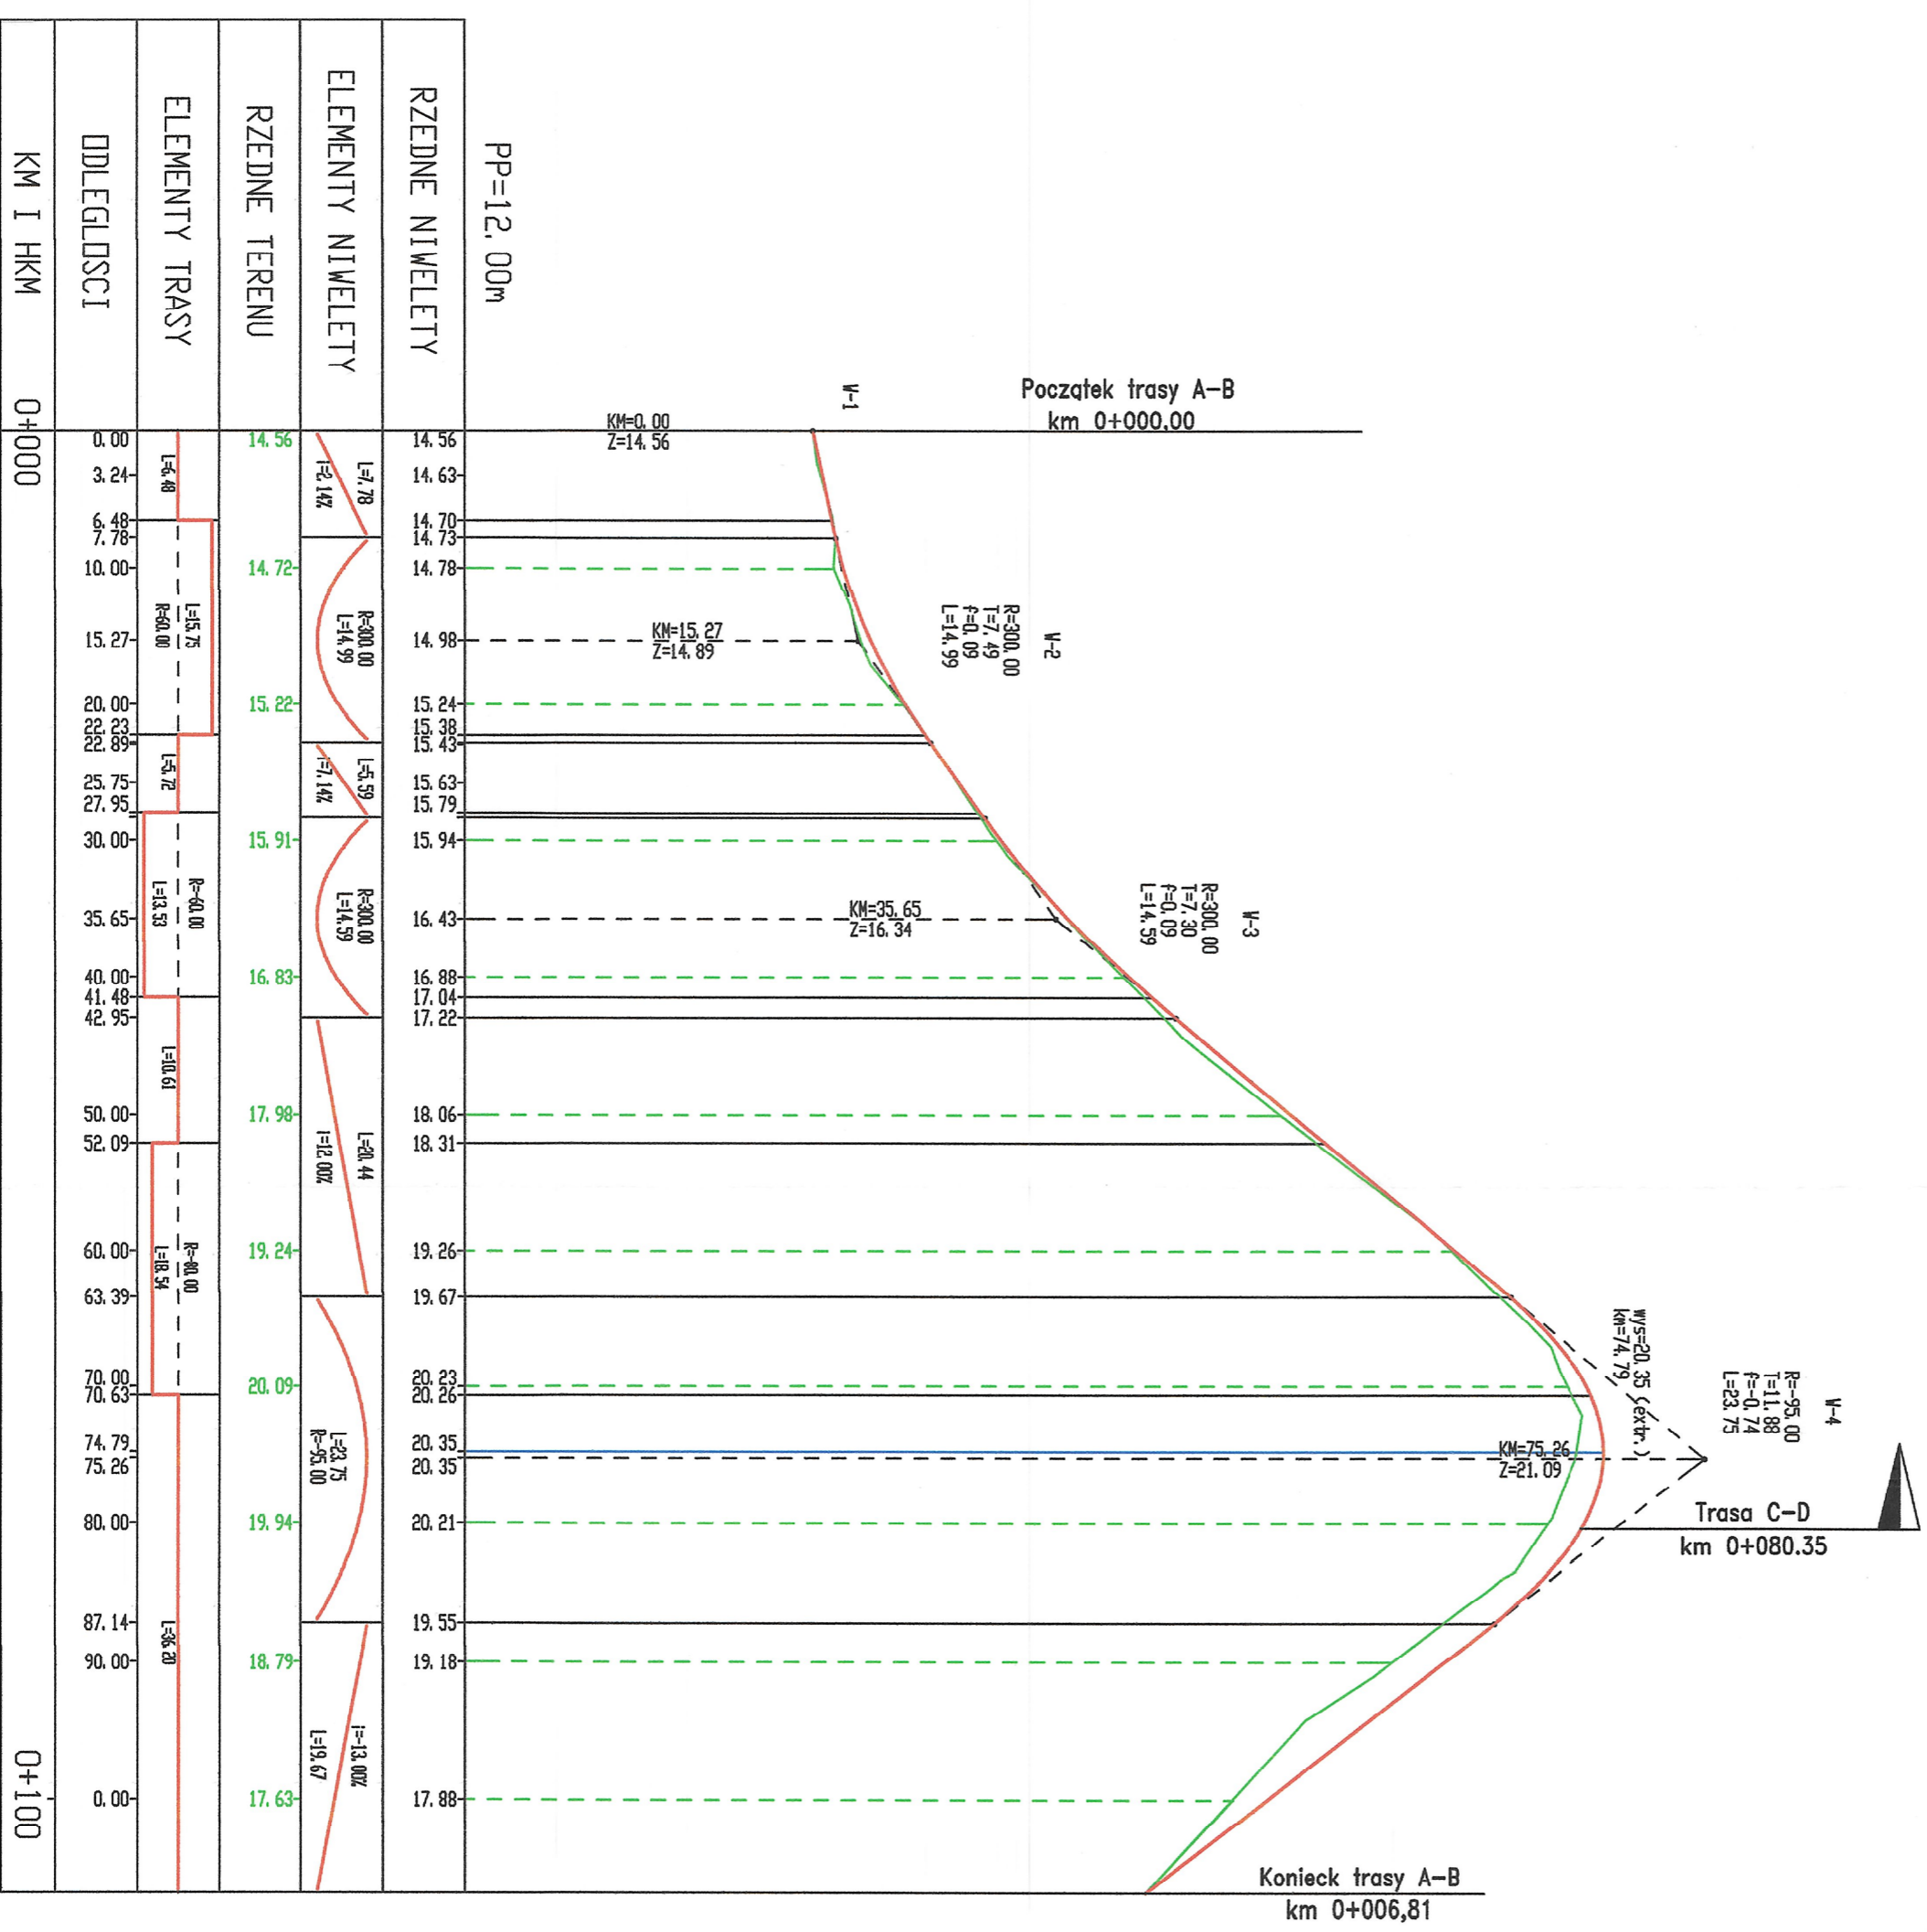 Początek trasy A-B
km 0+000,00
W-1
KM=0.00
Z=14.56
W-2
R=300.00
T=7.49
f=0.09
L=14.99
KM=15.27
Z=14.89
W-3
R=300.00
T=7.30
f=0.09
L=14.59
KM=35.65
Z=16.34
W-4
R=-95.00
T=11.88
f=-0.74
L=23.75
wys=20.35 (extr.)
km=74.79
KM=75.26
Z=21.09
Trasa C-D
km 0+080.35
Konieck trasy A-B
km 0+006,81
PP=12.00m
RZEDNE NIWELETY
14.56
14.63
14.70
14.73
14.78
14.98
15.24
15.38
15.43
15.63
15.79
15.94
16.43
16.88
17.04
17.22
18.06
18.31
19.26
19.67
20.23
20.26
20.35
20.35
20.21
19.55
19.18
17.88
ELEMENTY NIWELETY
L=7.78
i=2.14%
R=300.00
L=14.99
L=5.59
i=7.14%
R=300.00
L=14.59
L=20.44
i=12.00%
L=23.75
R=-95.00
i=-13.00%
L=19.67
RZEDNE TERENU
14.56
14.72
15.22
15.91
16.83
17.98
19.24
20.09
19.94
18.79
17.63
ELEMENTY TRASY
L=6.48
L=15.75
R=60.00
L=5.72
R=-60.00
L=13.53
L=10.61
R=-80.00
L=18.54
L=36.20
ODLEGLOSCI
0.00
3.24
6.48
7.78
10.00
15.27
20.00
22.23
22.89
25.75
27.95
30.00
35.65
40.00
41.48
42.95
50.00
52.09
60.00
63.39
70.00
70.63
74.79
75.26
80.00
87.14
90.00
0.00
KM I HKM
0+000
0+100